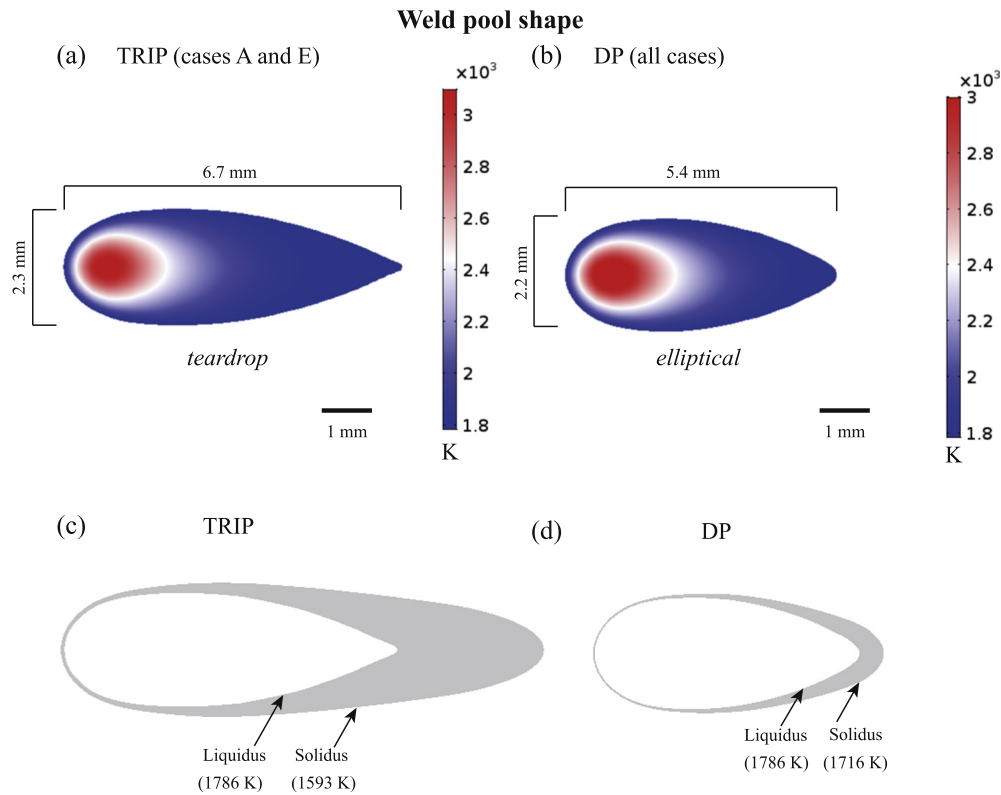 Weld pool shape
(a) TRIP (cases A and E)
×10³
6.7 mm
2.3 mm
3
2.8
2.6
2.4
2.2
2
1.8
K
teardrop
1 mm
(b) DP (all cases)
×10³
5.4 mm
2.2 mm
3
2.8
2.6
2.4
2.2
2
1.8
K
elliptical
1 mm
(c) TRIP
Liquidus
(1786 K)
Solidus
(1593 K)
(d) DP
Liquidus
(1786 K)
Solidus
(1716 K)